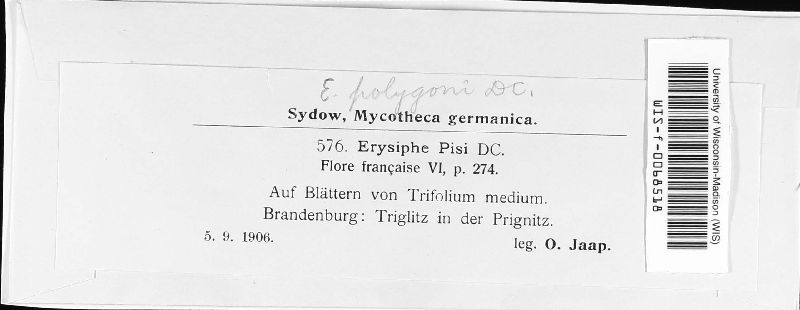 E. polygoni DC.
Sydow, Mycotheca germanica.
576. Erysiphe Pisi DC.
Flore française VI, p. 274.
Auf Blättern von Trifolium medium.
Brandenburg: Triglitz in der Prignitz.
5. 9. 1906.
leg. O. Jaap.
University of Wisconsin-Madison (WIS)
WIS-f-0098518